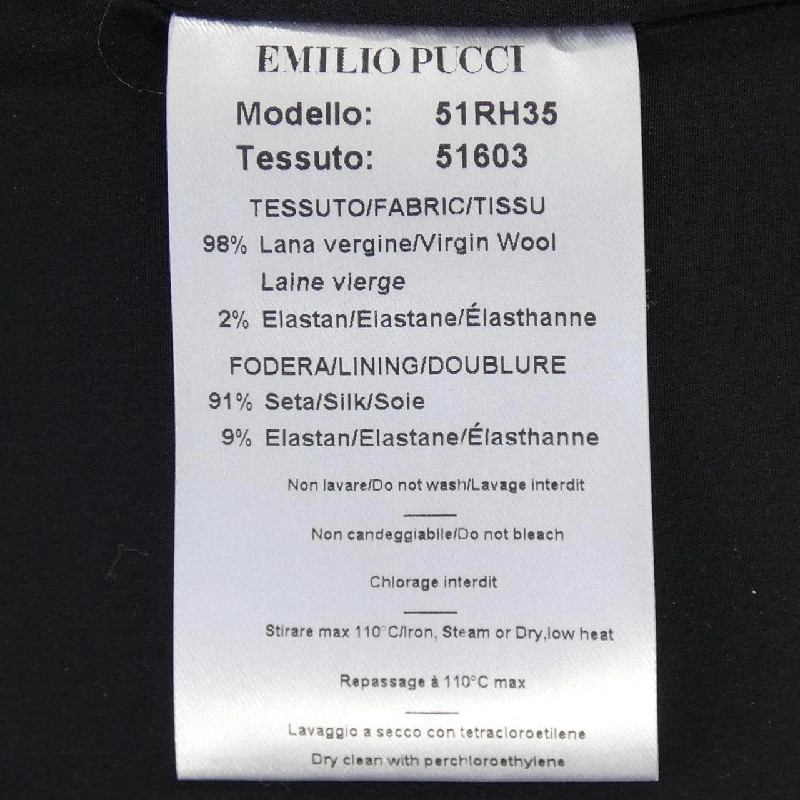 EMILIO PUCCI
Modello: 51RH35
Tessuto: 51603
TESSUTO/FABRIC/TISSU
98% Lana vergine/Virgin Wool
Laine vierge
2% Elastan/Elastane/Élasthanne
FODERA/LINING/DOUBLURE
91% Seta/Silk/Soie
9% Elastan/Elastane/Élasthanne
Non lavare/Do not wash/Lavage interdit
Non candeggiabile/Do not bleach
Chlorage interdit
Stirare max 110°C/Iron, Steam or Dry,low heat
Repassage à 110°C max
Lavaggio a secco con tetracloroetilene
Dry clean with perchloroethylene